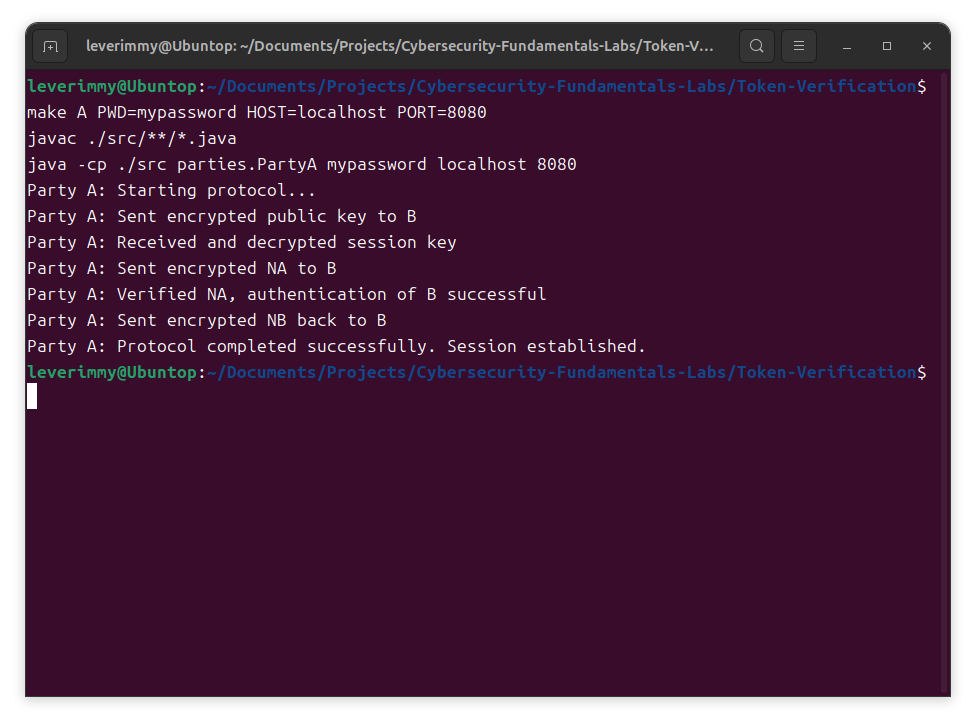 leverimmy@Ubuntop: ~/Documents/Projects/Cybersecurity-Fundamentals-Labs/Token-V...
leverimmy@Ubuntop:~/Documents/Projects/Cybersecurity-Fundamentals-Labs/Token-Verification$
make A PWD=mypassword HOST=localhost PORT=8080
javac ./src/**/*.java
java -cp ./src parties.PartyA mypassword localhost 8080
Party A: Starting protocol...
Party A: Sent encrypted public key to B
Party A: Received and decrypted session key
Party A: Sent encrypted NA to B
Party A: Verified NA, authentication of B successful
Party A: Sent encrypted NB back to B
Party A: Protocol completed successfully. Session established.
leverimmy@Ubuntop:~/Documents/Projects/Cybersecurity-Fundamentals-Labs/Token-Verification$